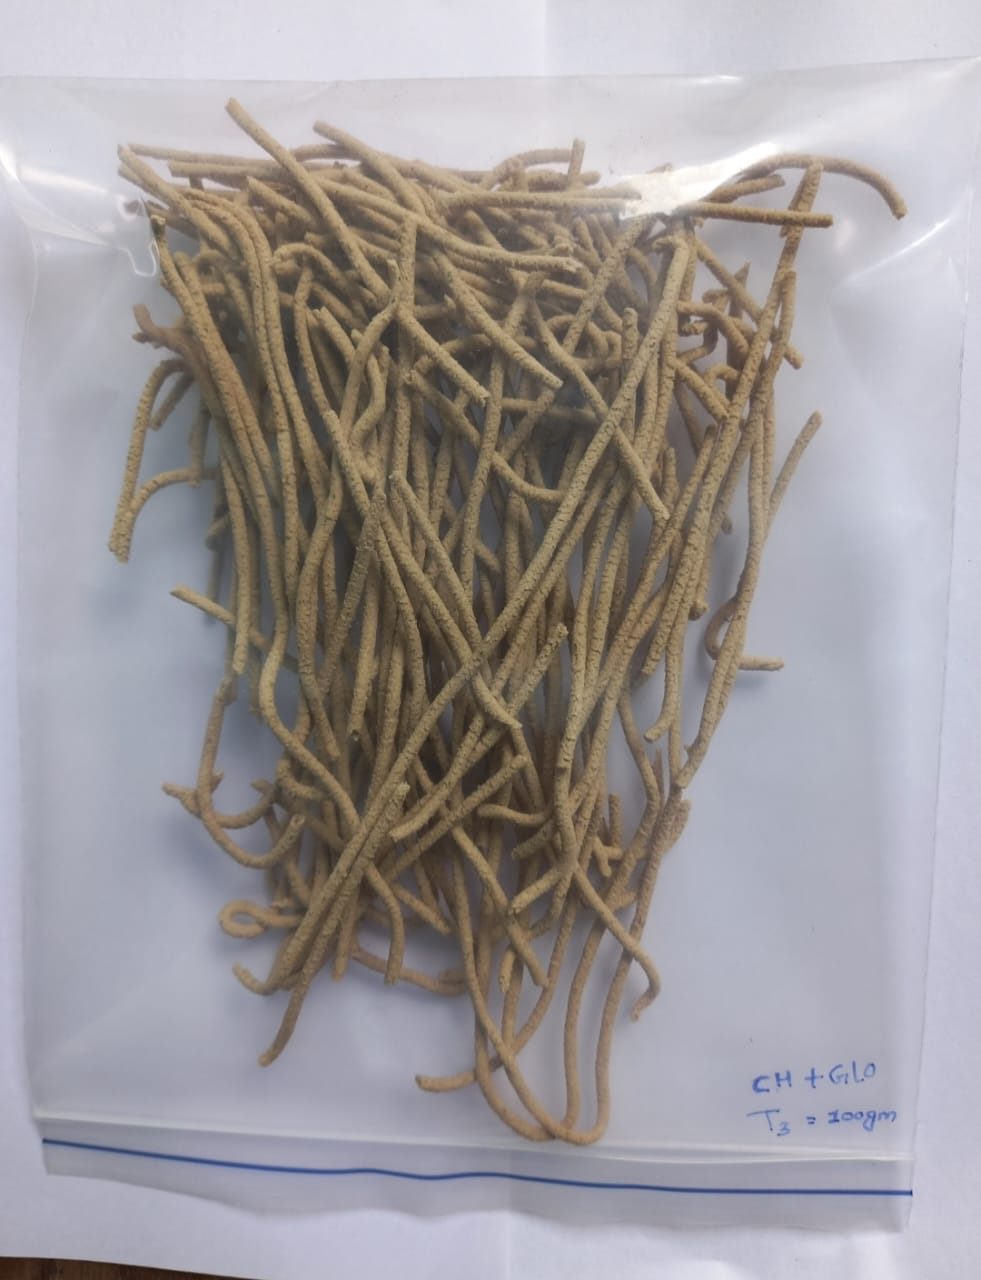 CH + GLO
T3 = 100gm